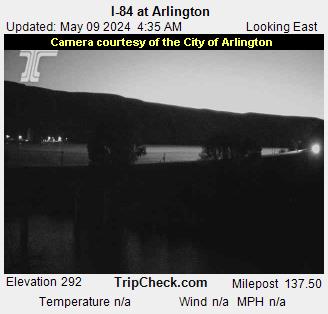 I-84 at Arlington
Updated: May 09 2024 4:35 AM Looking East
Camera courtesy of the City of Arlington
Elevation 292 TripCheck.com Milepost 137.50
Temperature n/a Wind n/a MPH n/a